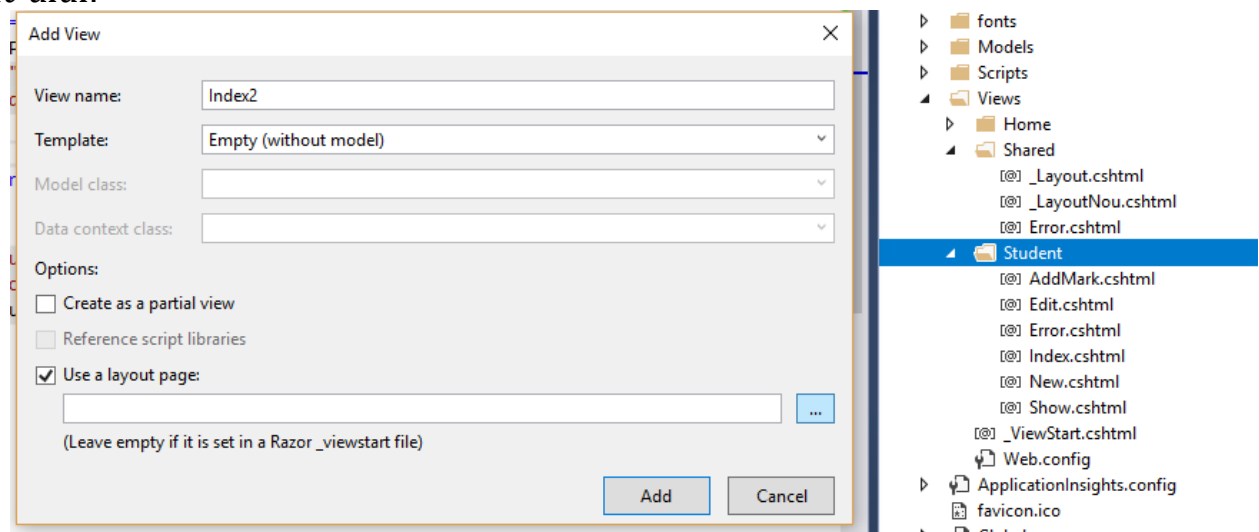 Add View
View name:
Index2
Template:
Empty (without model)
Model class:
Data context class:
Options:
Create as a partial view
Reference script libraries
Use a layout page:
...
(Leave empty if it is set in a Razor _viewstart file)
Add
Cancel
fonts
Models
Scripts
Views
Home
Shared
[@] _Layout.cshtml
[@] _LayoutNou.cshtml
[@] Error.cshtml
Student
[@] AddMark.cshtml
[@] Edit.cshtml
[@] Error.cshtml
[@] Index.cshtml
[@] New.cshtml
[@] Show.cshtml
[@] _ViewStart.cshtml
Web.config
ApplicationInsights.config
favicon.ico